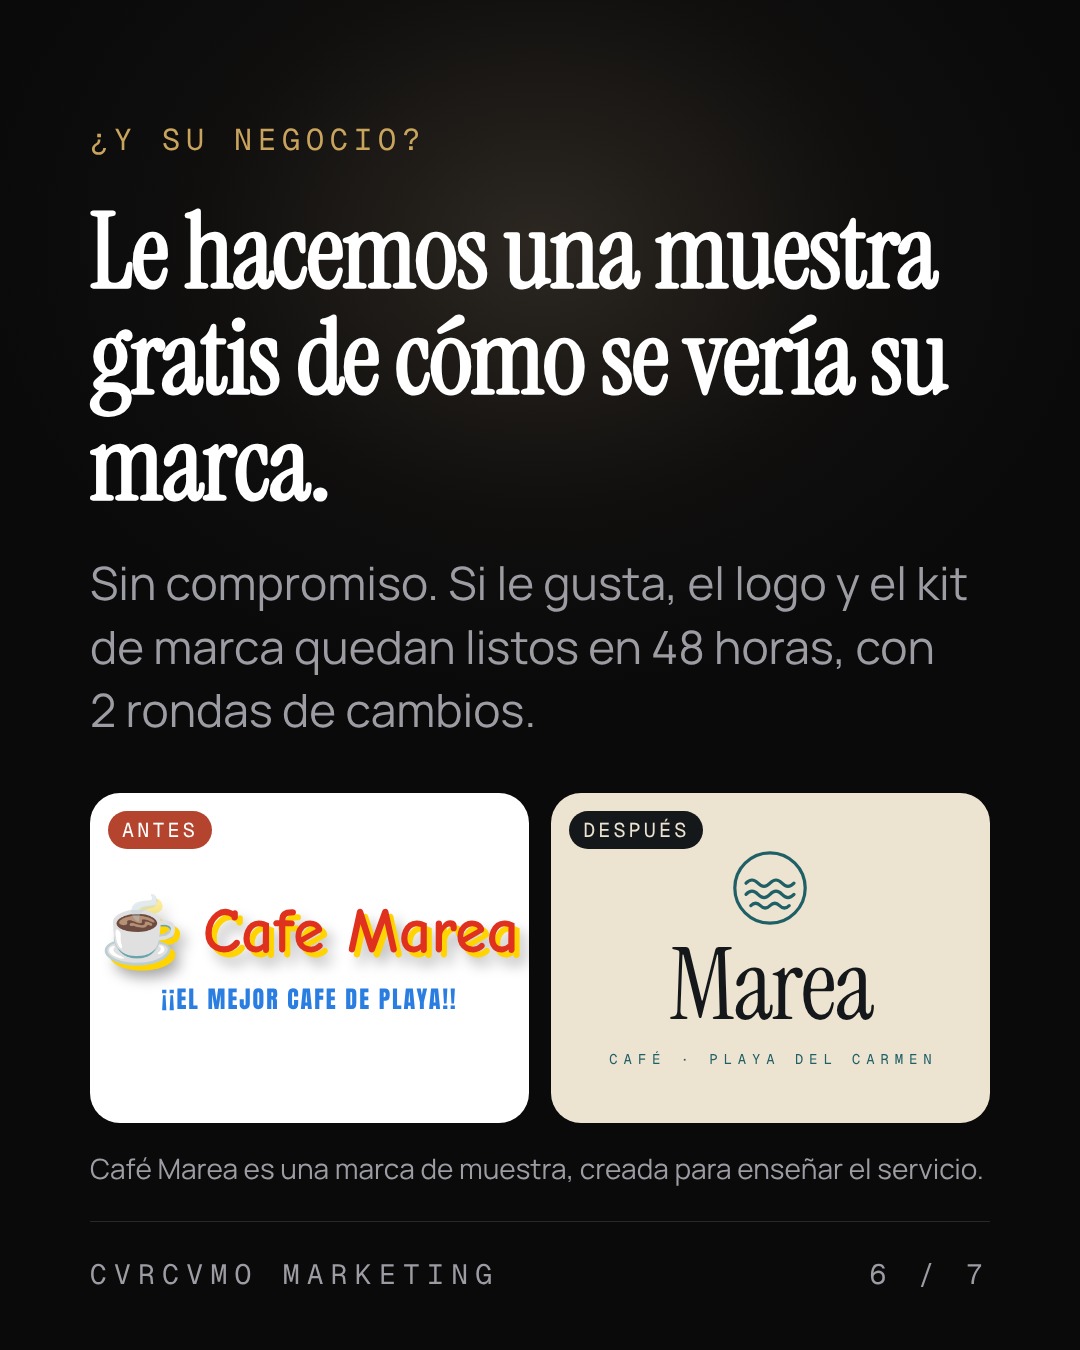 ¿Y SU NEGOCIO?
Le hacemos una muestra
gratis de cómo se vería su
marca.
Sin compromiso. Si le gusta, el logo y el kit
de marca quedan listos en 48 horas, con
2 rondas de cambios.
ANTES
Cafe Marea
¡¡EL MEJOR CAFE DE PLAYA!!
DESPUÉS
Marea
CAFÉ · PLAYA DEL CARMEN
Café Marea es una marca de muestra, creada para enseñar el servicio.
CVRCVMO MARKETING
6 / 7